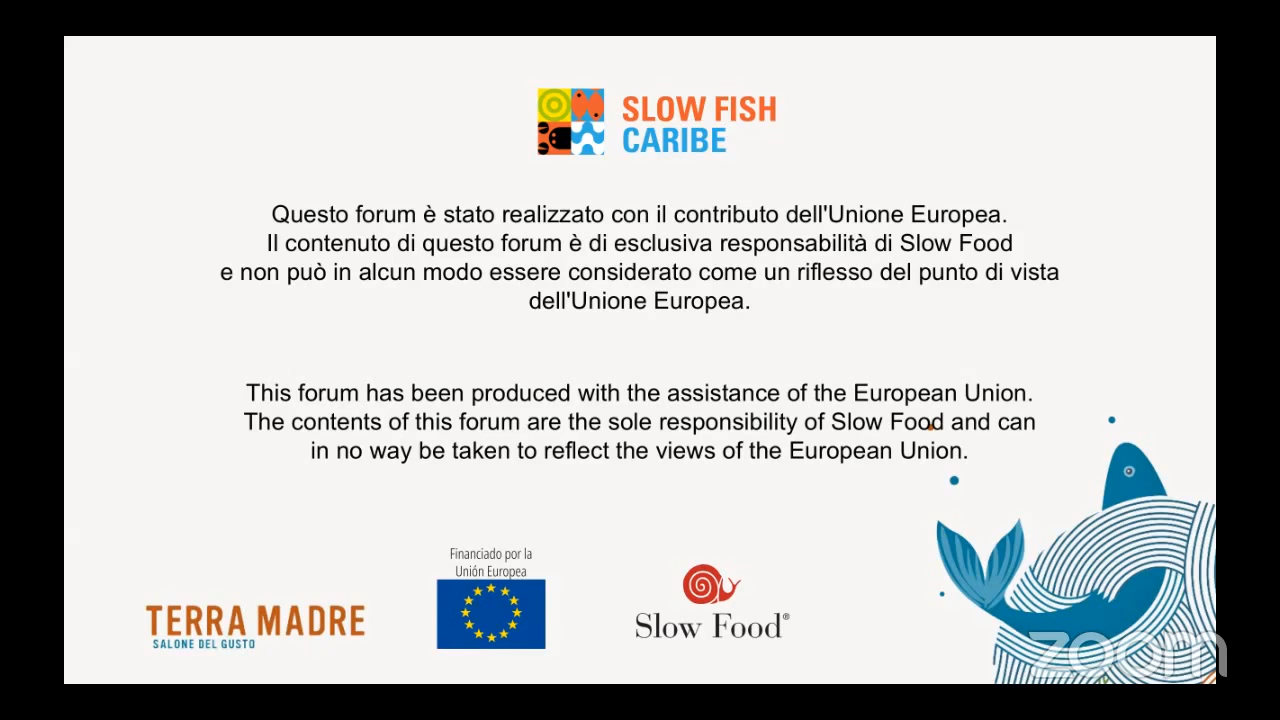 SLOW FISH
CARIBE
Questo forum è stato realizzato con il contributo dell'Unione Europea.
Il contenuto di questo forum è di esclusiva responsabilità di Slow Food
e non può in alcun modo essere considerato come un riflesso del punto di vista
dell'Unione Europea.
This forum has been produced with the assistance of the European Union.
The contents of this forum are the sole responsibility of Slow Food and can
in no way be taken to reflect the views of the European Union.
Financiado por la
Unión Europea
TERRA MADRE
SALONE DEL GUSTO
Slow Food®
zoom